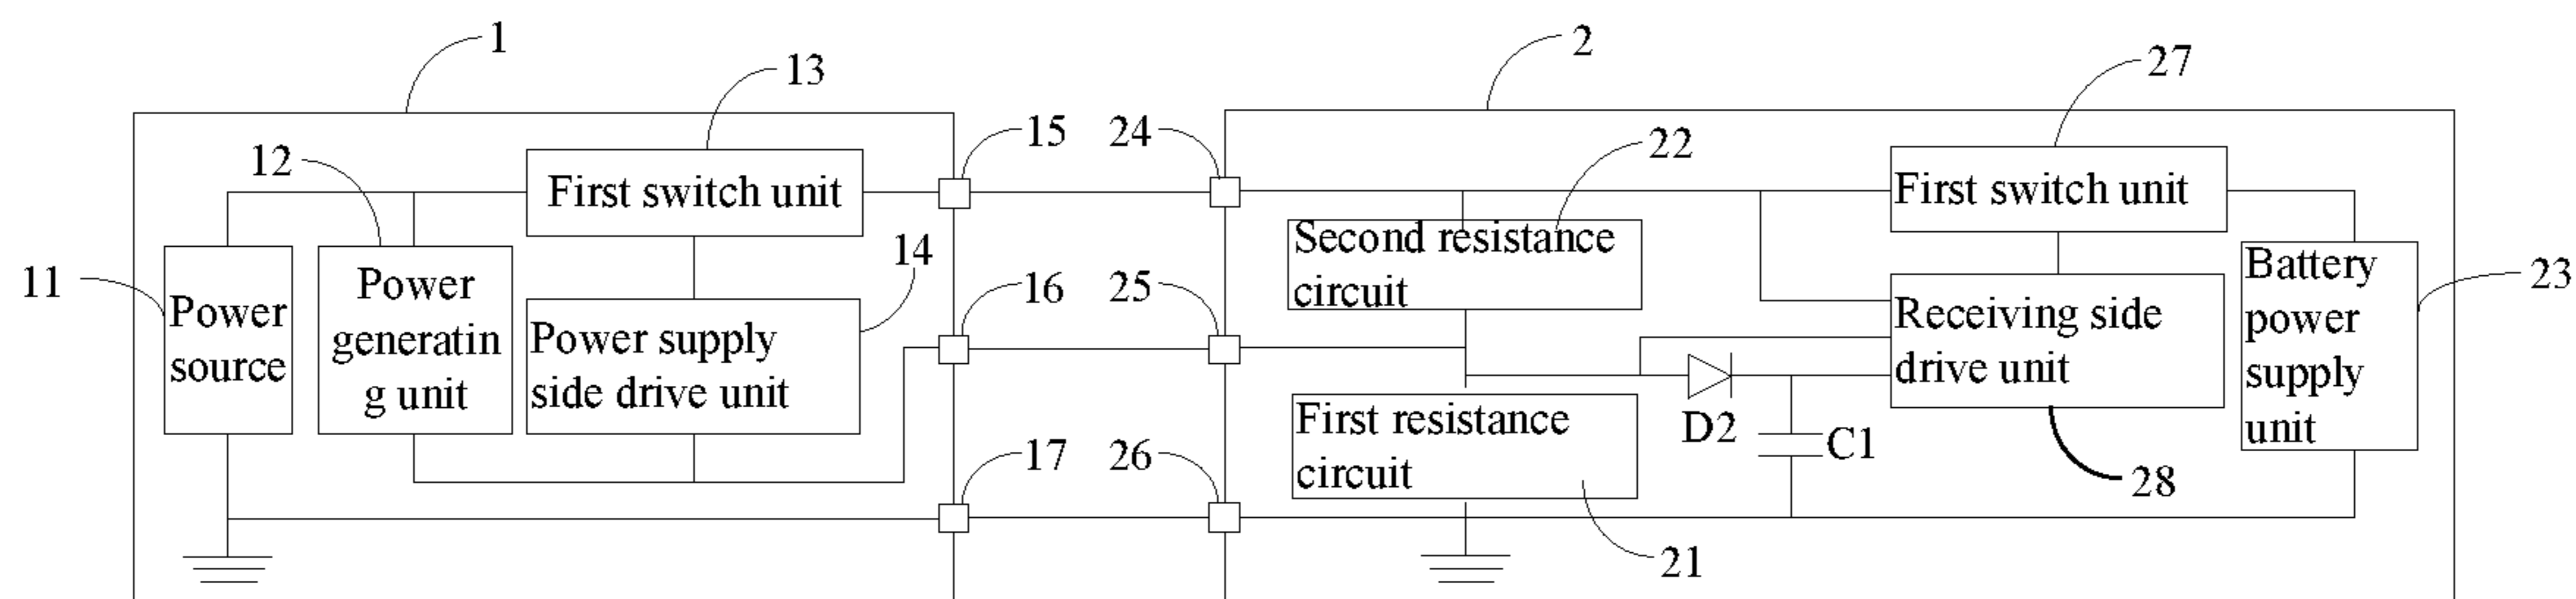 1
2
13
27
15
24
12
22
First switch unit
First switch unit
14
Second resistance
circuit
11
Power
source
Power
generatin
g unit
Power supply
side drive unit
16
25
Receiving side
drive unit
Battery
power
supply
unit
23
First resistance
circuit
D2
C1
17
26
28
21